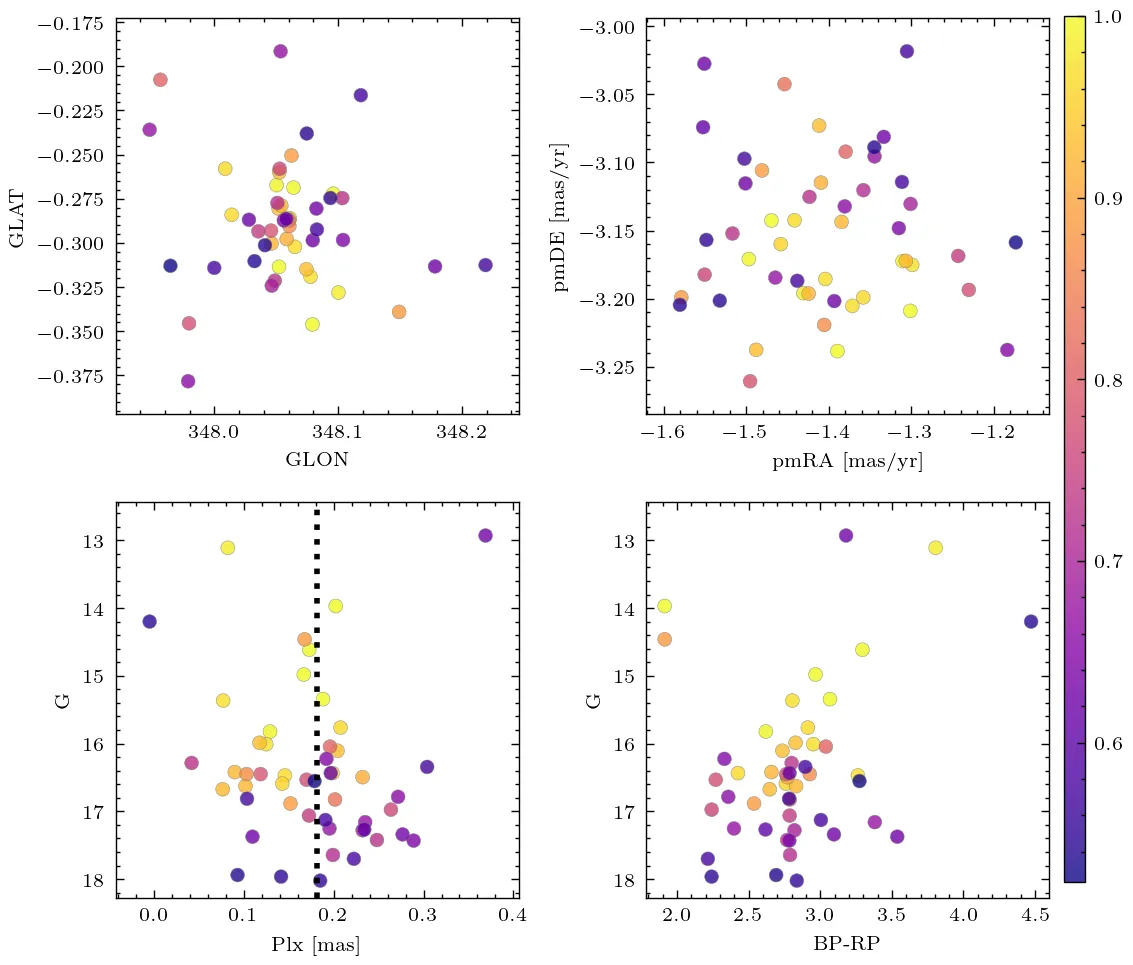 −0.175
−0.200
−0.225
−0.250
−0.275
−0.300
−0.325
−0.350
−0.375
GLAT
348.0 348.1 348.2
GLON
−3.00
−3.05
−3.10
−3.15
−3.20
−3.25
pmDE [mas/yr]
−1.6 −1.5 −1.4 −1.3 −1.2
pmRA [mas/yr]
13
14
15
16
17
18
G
0.0 0.1 0.2 0.3 0.4
Plx [mas]
13
14
15
16
17
18
G
2.0 2.5 3.0 3.5 4.0 4.5
BP-RP
1.0
0.9
0.8
0.7
0.6